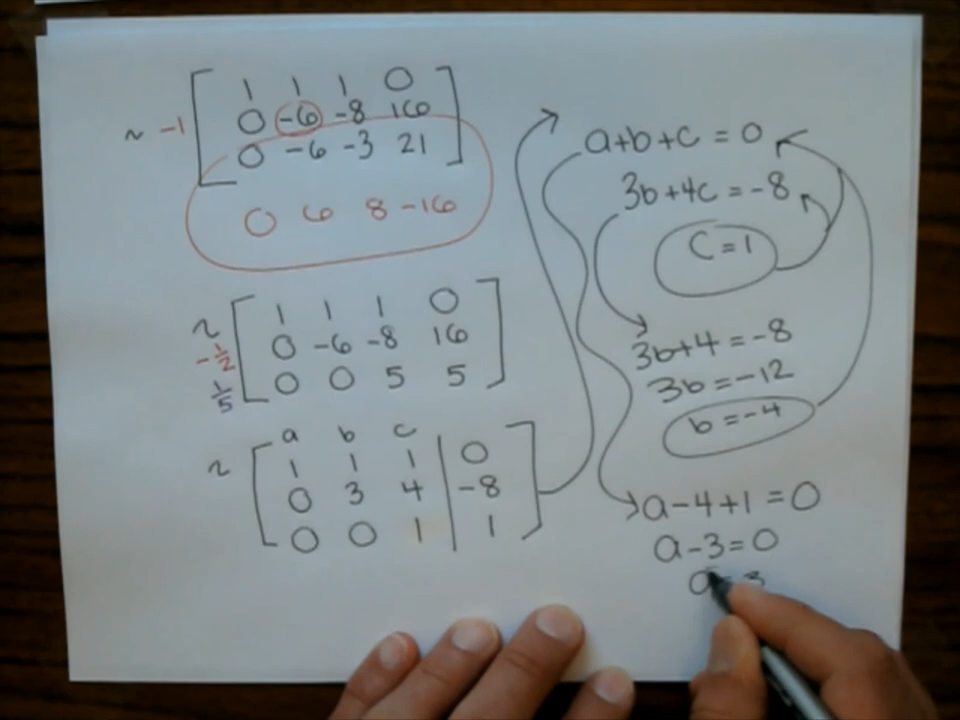 1 1 1 0
~ -1 0 -6 -8 16
0 -6 -3 21
0 6 8 -16
~ 1 1 1 0
-1/2 0 -6 -8 16
1/5 0 0 5 5
a b c
~ 1 1 1 0
0 3 4 -8
0 0 1 1
a+b+c = 0
3b+4c = -8
c = 1
3b+4 = -8
3b = -12
b = -4
a-4+1 = 0
a-3 = 0
a = 3